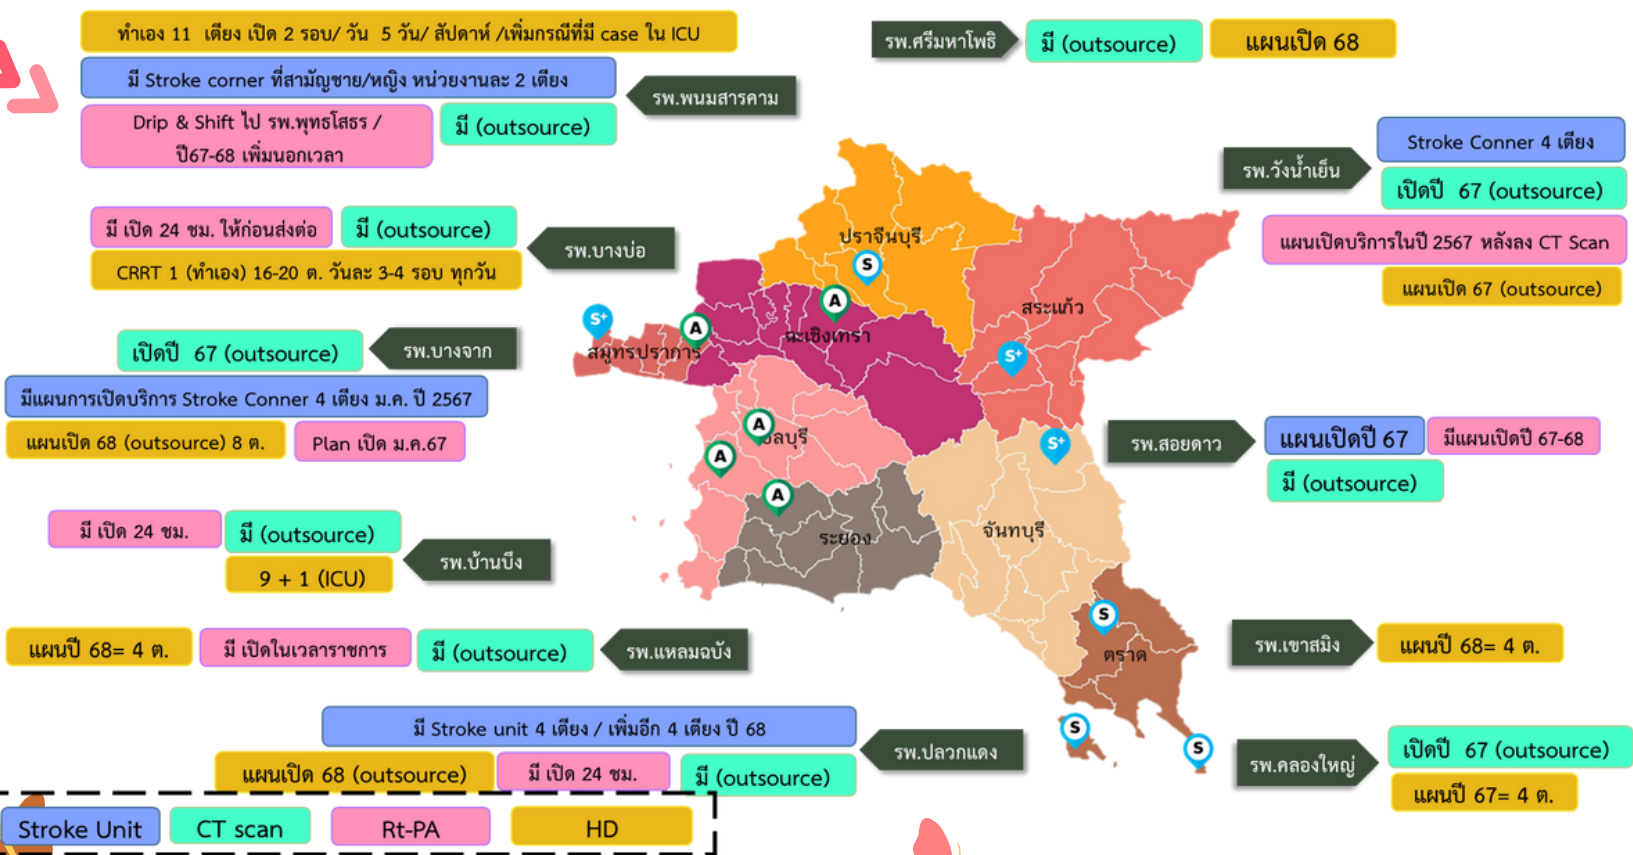 ทำเอง 11 เตียง เปิด 2 รอบ/ วัน 5 วัน/ สัปดาห์ /เพิ่มกรณีที่มี case ใน ICU
มี Stroke corner ที่สามัญชาย/หญิง หน่วยงานละ 2 เตียง
รพ.พนมสารคาม
Drip & Shift ไป รพ.พุทธโสธร /
ปี67-68 เพิ่มนอกเวลา
มี (outsource)
รพ.ศรีมหาโพธิ
มี (outsource)
แผนเปิด 68
มี เปิด 24 ชม. ให้ก่อนส่งต่อ
มี (outsource)
CRRT 1 (ทำเอง) 16-20 ต. วันละ 3-4 รอบ ทุกวัน
รพ.บางบ่อ
รพ.วังน้ำเย็น
Stroke Conner 4 เตียง
เปิดปี 67 (outsource)
แผนเปิดบริการในปี 2567 หลังลง CT Scan
แผนเปิด 67 (outsource)
เปิดปี 67 (outsource)
รพ.บางจาก
มีแผนการเปิดบริการ Stroke Conner 4 เตียง ม.ค. ปี 2567
แผนเปิด 68 (outsource) 8 ต.
Plan เปิด ม.ค.67
ปราจีนบุรี
S
สระแก้ว
A
ฉะเชิงเทรา
S+
A
สมุทรปราการ
S+
A
ชลบุรี
A
S+
A
ระยอง
จันทบุรี
S
ตราด
S
S
รพ.สอยดาว
แผนเปิดปี 67
มีแผนเปิดปี 67-68
มี (outsource)
มี เปิด 24 ชม.
มี (outsource)
9 + 1 (ICU)
รพ.บ้านบึง
แผนปี 68= 4 ต.
มี เปิดในเวลาราชการ
มี (outsource)
รพ.แหลมฉบัง
รพ.เขาสมิง
แผนปี 68= 4 ต.
มี Stroke unit 4 เตียง / เพิ่มอีก 4 เตียง ปี 68
แผนเปิด 68 (outsource)
มี เปิด 24 ชม.
มี (outsource)
รพ.ปลวกแดง
รพ.คลองใหญ่
เปิดปี 67 (outsource)
แผนปี 67= 4 ต.
Stroke Unit
CT scan
Rt-PA
HD